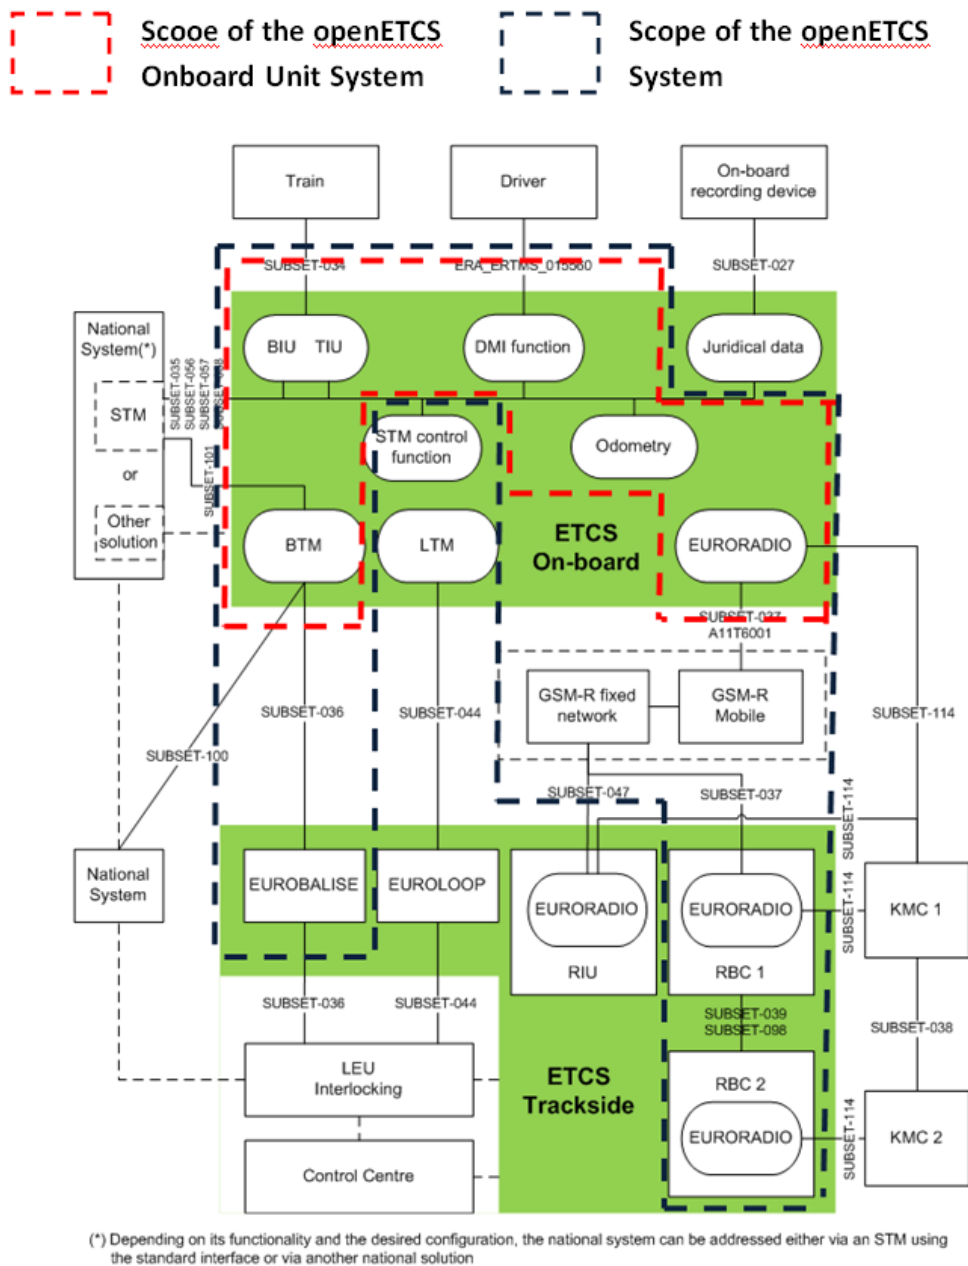 Scooe of the openETCS
Onboard Unit System
Scope of the openETCS
System
Train
Driver
On-board
recording device
SUBSET-034
ERA_ERTMS_015560
SUBSET-027
National
System(*)
STM
or
Other
solution
SUBSET-035
SUBSET-056
SUBSET-057
SUBSET-101
BIU TIU
DMI function
Juridical data
STM control
function
Odometry
BTM
LTM
ETCS
On-board
EURORADIO
SUBSET-037
A11T6001
GSM-R fixed
network
GSM-R
Mobile
SUBSET-036
SUBSET-044
SUBSET-114
SUBSET-100
SUBSET-047
SUBSET-037
SUBSET-114
National
System
EUROBALISE
EUROLOOP
EURORADIO
RIU
EURORADIO
RBC 1
SUBSET-114
KMC 1
SUBSET-036
SUBSET-044
SUBSET-039
SUBSET-098
SUBSET-038
LEU
Interlocking
ETCS
Trackside
RBC 2
EURORADIO
SUBSET-114
KMC 2
Control Centre
(*) Depending on its functionality and the desired configuration, the national system can be addressed either via an STM using
the standard interface or via another national solution